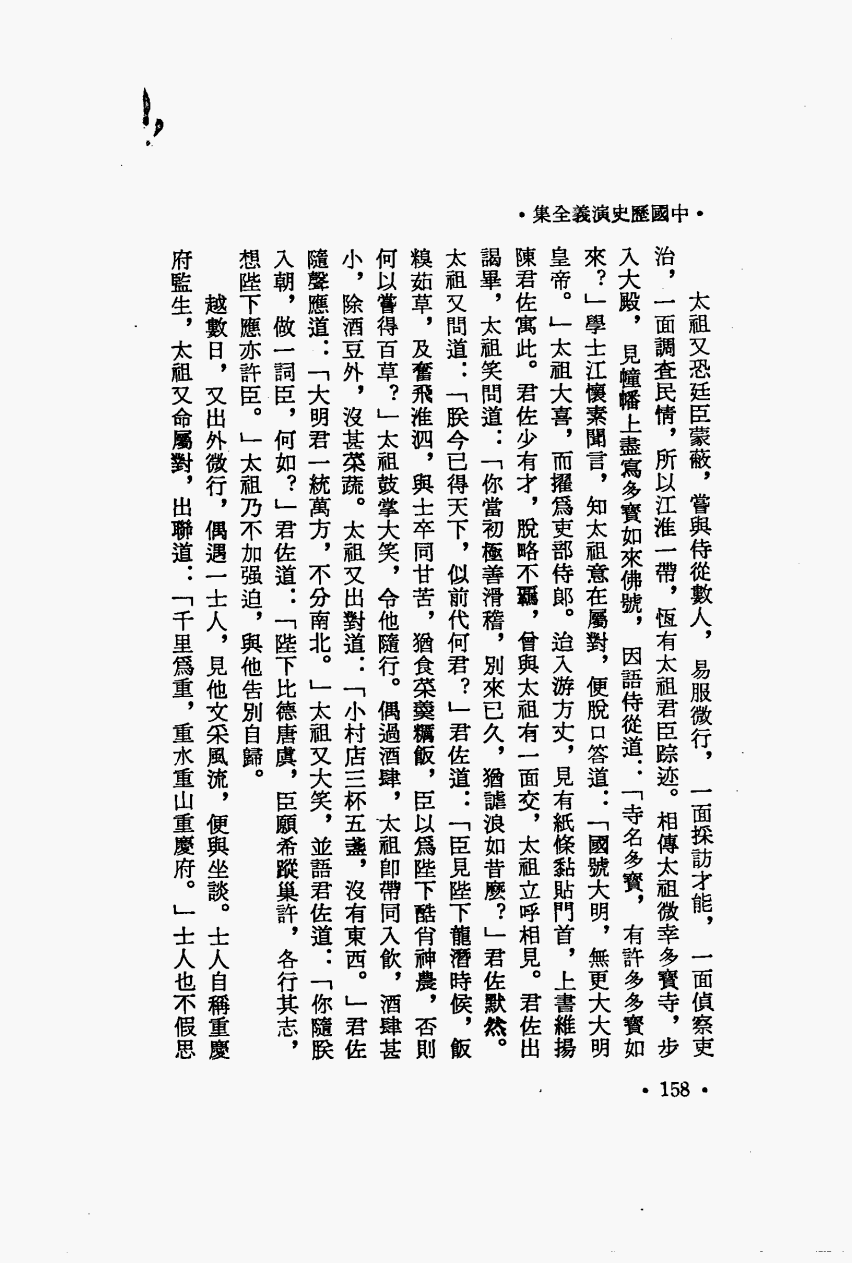 ·中國歷史演義全集·
太祖又恐廷臣蒙蔽，嘗與侍從數人，易服微行，一面採訪才能，一面偵察吏
治，一面調查民情，所以江淮一帶，恆有太祖君臣踪迹。相傳太祖微幸多寶寺，步
入大殿，見幢幡上盡寫多寶如來佛號，因語侍從道：「寺名多寶，有許多多寶如
來？」學士江懷素聞言，知太祖意在屬對，便脫口答道：「國號大明，無更大大明
皇帝。」太祖大喜，而擢爲吏部侍郎。迨入游方丈，見有紙條黏貼門首，上書維揚
陳君佐寓此。君佐少有才，脫略不羈，曾與太祖有一面交，太祖立呼相見。君佐出
謁畢，太祖笑問道：「你當初極善滑稽，別來已久，猶謔浪如昔麼？」君佐默然。
太祖又問道：「朕今已得天下，似前代何君？」君佐道：「臣見陛下龍潛時候，飯
糗茹草，及奮飛淮泗，與士卒同甘苦，猶食菜羹糲飯，臣以爲陛下酷肖神農，否則
何以嘗得百草？」太祖鼓掌大笑，令他隨行。偶過酒肆，太祖卽帶同入飲，酒肆甚
小，除酒豆外，沒甚菜蔬。太祖又出對道：「小村店三杯五盞，沒有東西。」君佐
隨聲應道：「大明君一統萬方，不分南北。」太祖又大笑，並語君佐道：「你隨朕
入朝，做一詞臣，何如？」君佐道：「陛下比德唐虞，臣願希蹤巢許，各行其志，
想陛下應亦許臣。」太祖乃不加强迫，與他告別自歸。
越數日，又出外微行，偶遇一士人，見他文采風流，便與坐談。士人自稱重慶
府監生，太祖又命屬對，出聯道：「千里爲重，重水重山重慶府。」士人也不假思
·158·